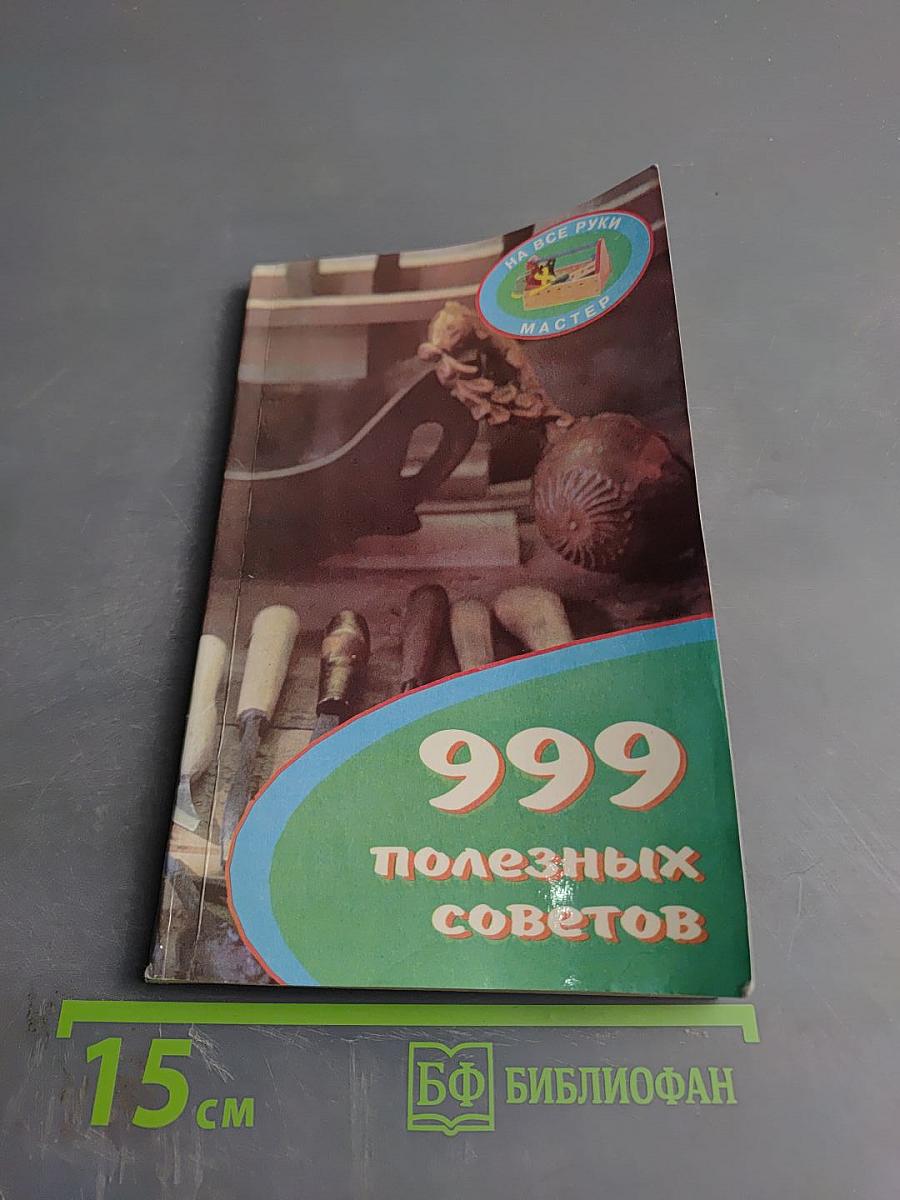 НА ВСЕ РУКИ
МАСТЕР
999
полезных
советов
15 см
БФ БИБЛИОФАН